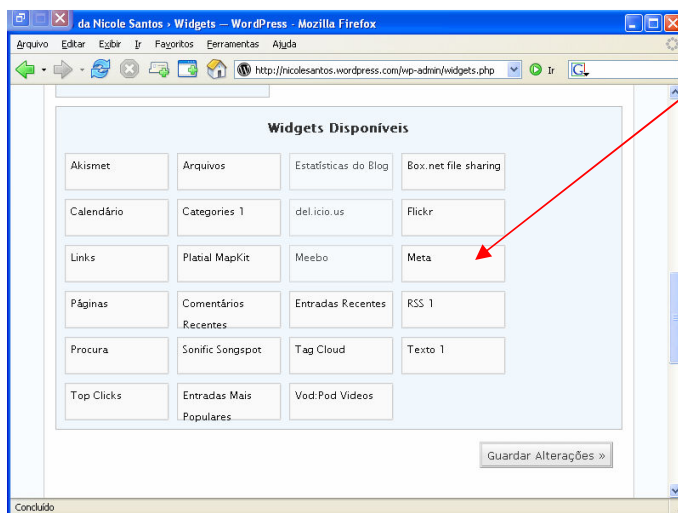 da Nicole Santos › Widgets — WordPress - Mozilla Firefox
Arquivo Editar Exibir Ir Favoritos Ferramentas Ajuda
http://nicolesantos.wordpress.com/wp-admin/widgets.php Ir
Widgets Disponíveis
Akismet Arquivos Estatísticas do Blog Box.net file sharing
Calendário Categories 1 del.icio.us Flickr
Links Platial MapKit Meebo Meta
Páginas Comentários Recentes Entradas Recentes RSS 1
Procura Sonific Songspot Tag Cloud Texto 1
Top Clicks Entradas Mais Populares Vod:Pod Videos
Guardar Alterações »
Concluído